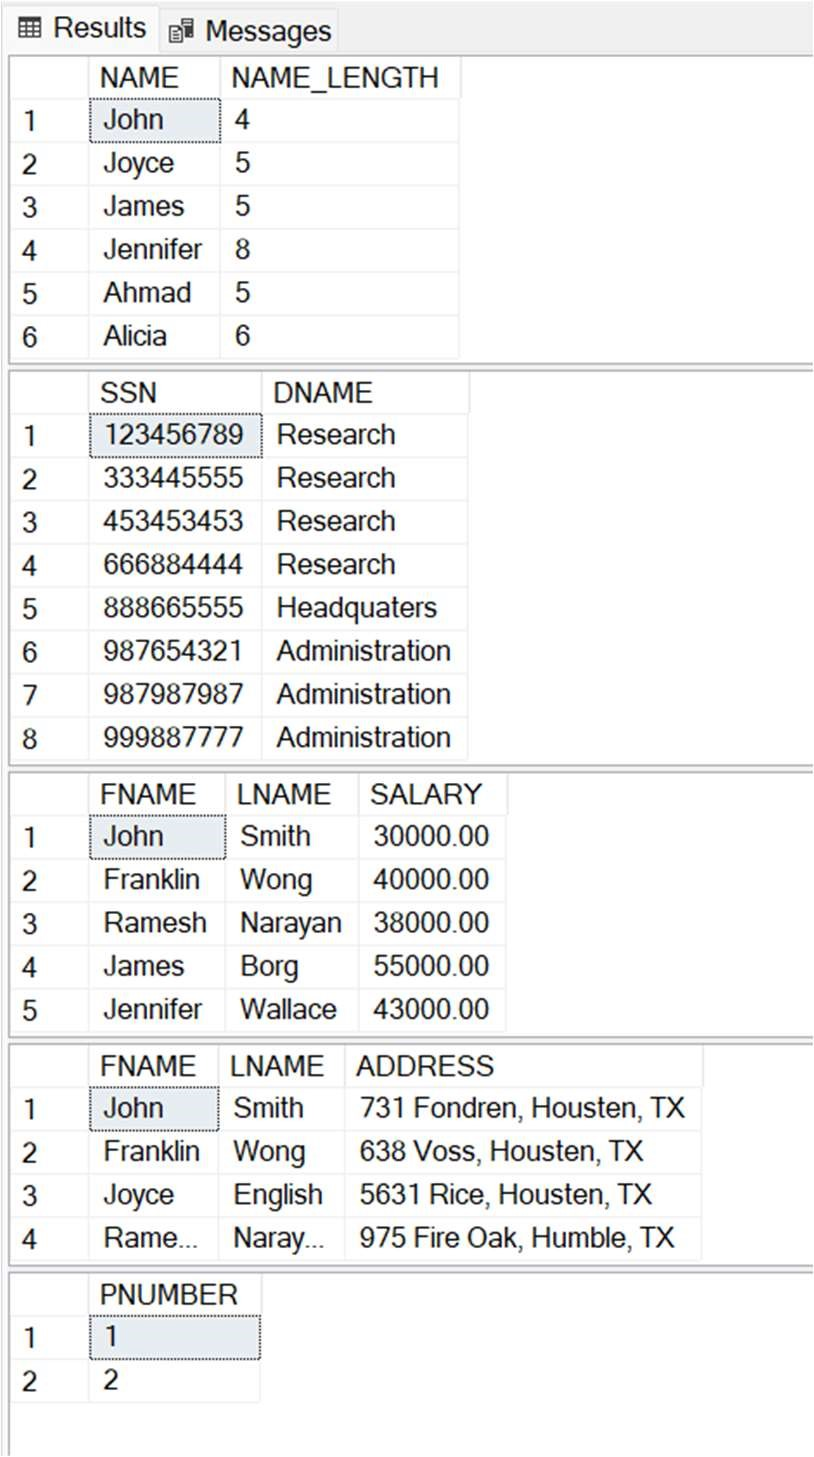 Results Messages
NAME NAME_LENGTH
1 John 4
2 Joyce 5
3 James 5
4 Jennifer 8
5 Ahmad 5
6 Alicia 6
SSN DNAME
1 123456789 Research
2 333445555 Research
3 453453453 Research
4 666884444 Research
5 888665555 Headquaters
6 987654321 Administration
7 987987987 Administration
8 999887777 Administration
FNAME LNAME SALARY
1 John Smith 30000.00
2 Franklin Wong 40000.00
3 Ramesh Narayan 38000.00
4 James Borg 55000.00
5 Jennifer Wallace 43000.00
FNAME LNAME ADDRESS
1 John Smith 731 Fondren, Housten, TX
2 Franklin Wong 638 Voss, Housten, TX
3 Joyce English 5631 Rice, Housten, TX
4 Rame... Naray... 975 Fire Oak, Humble, TX
PNUMBER
1 1
2 2